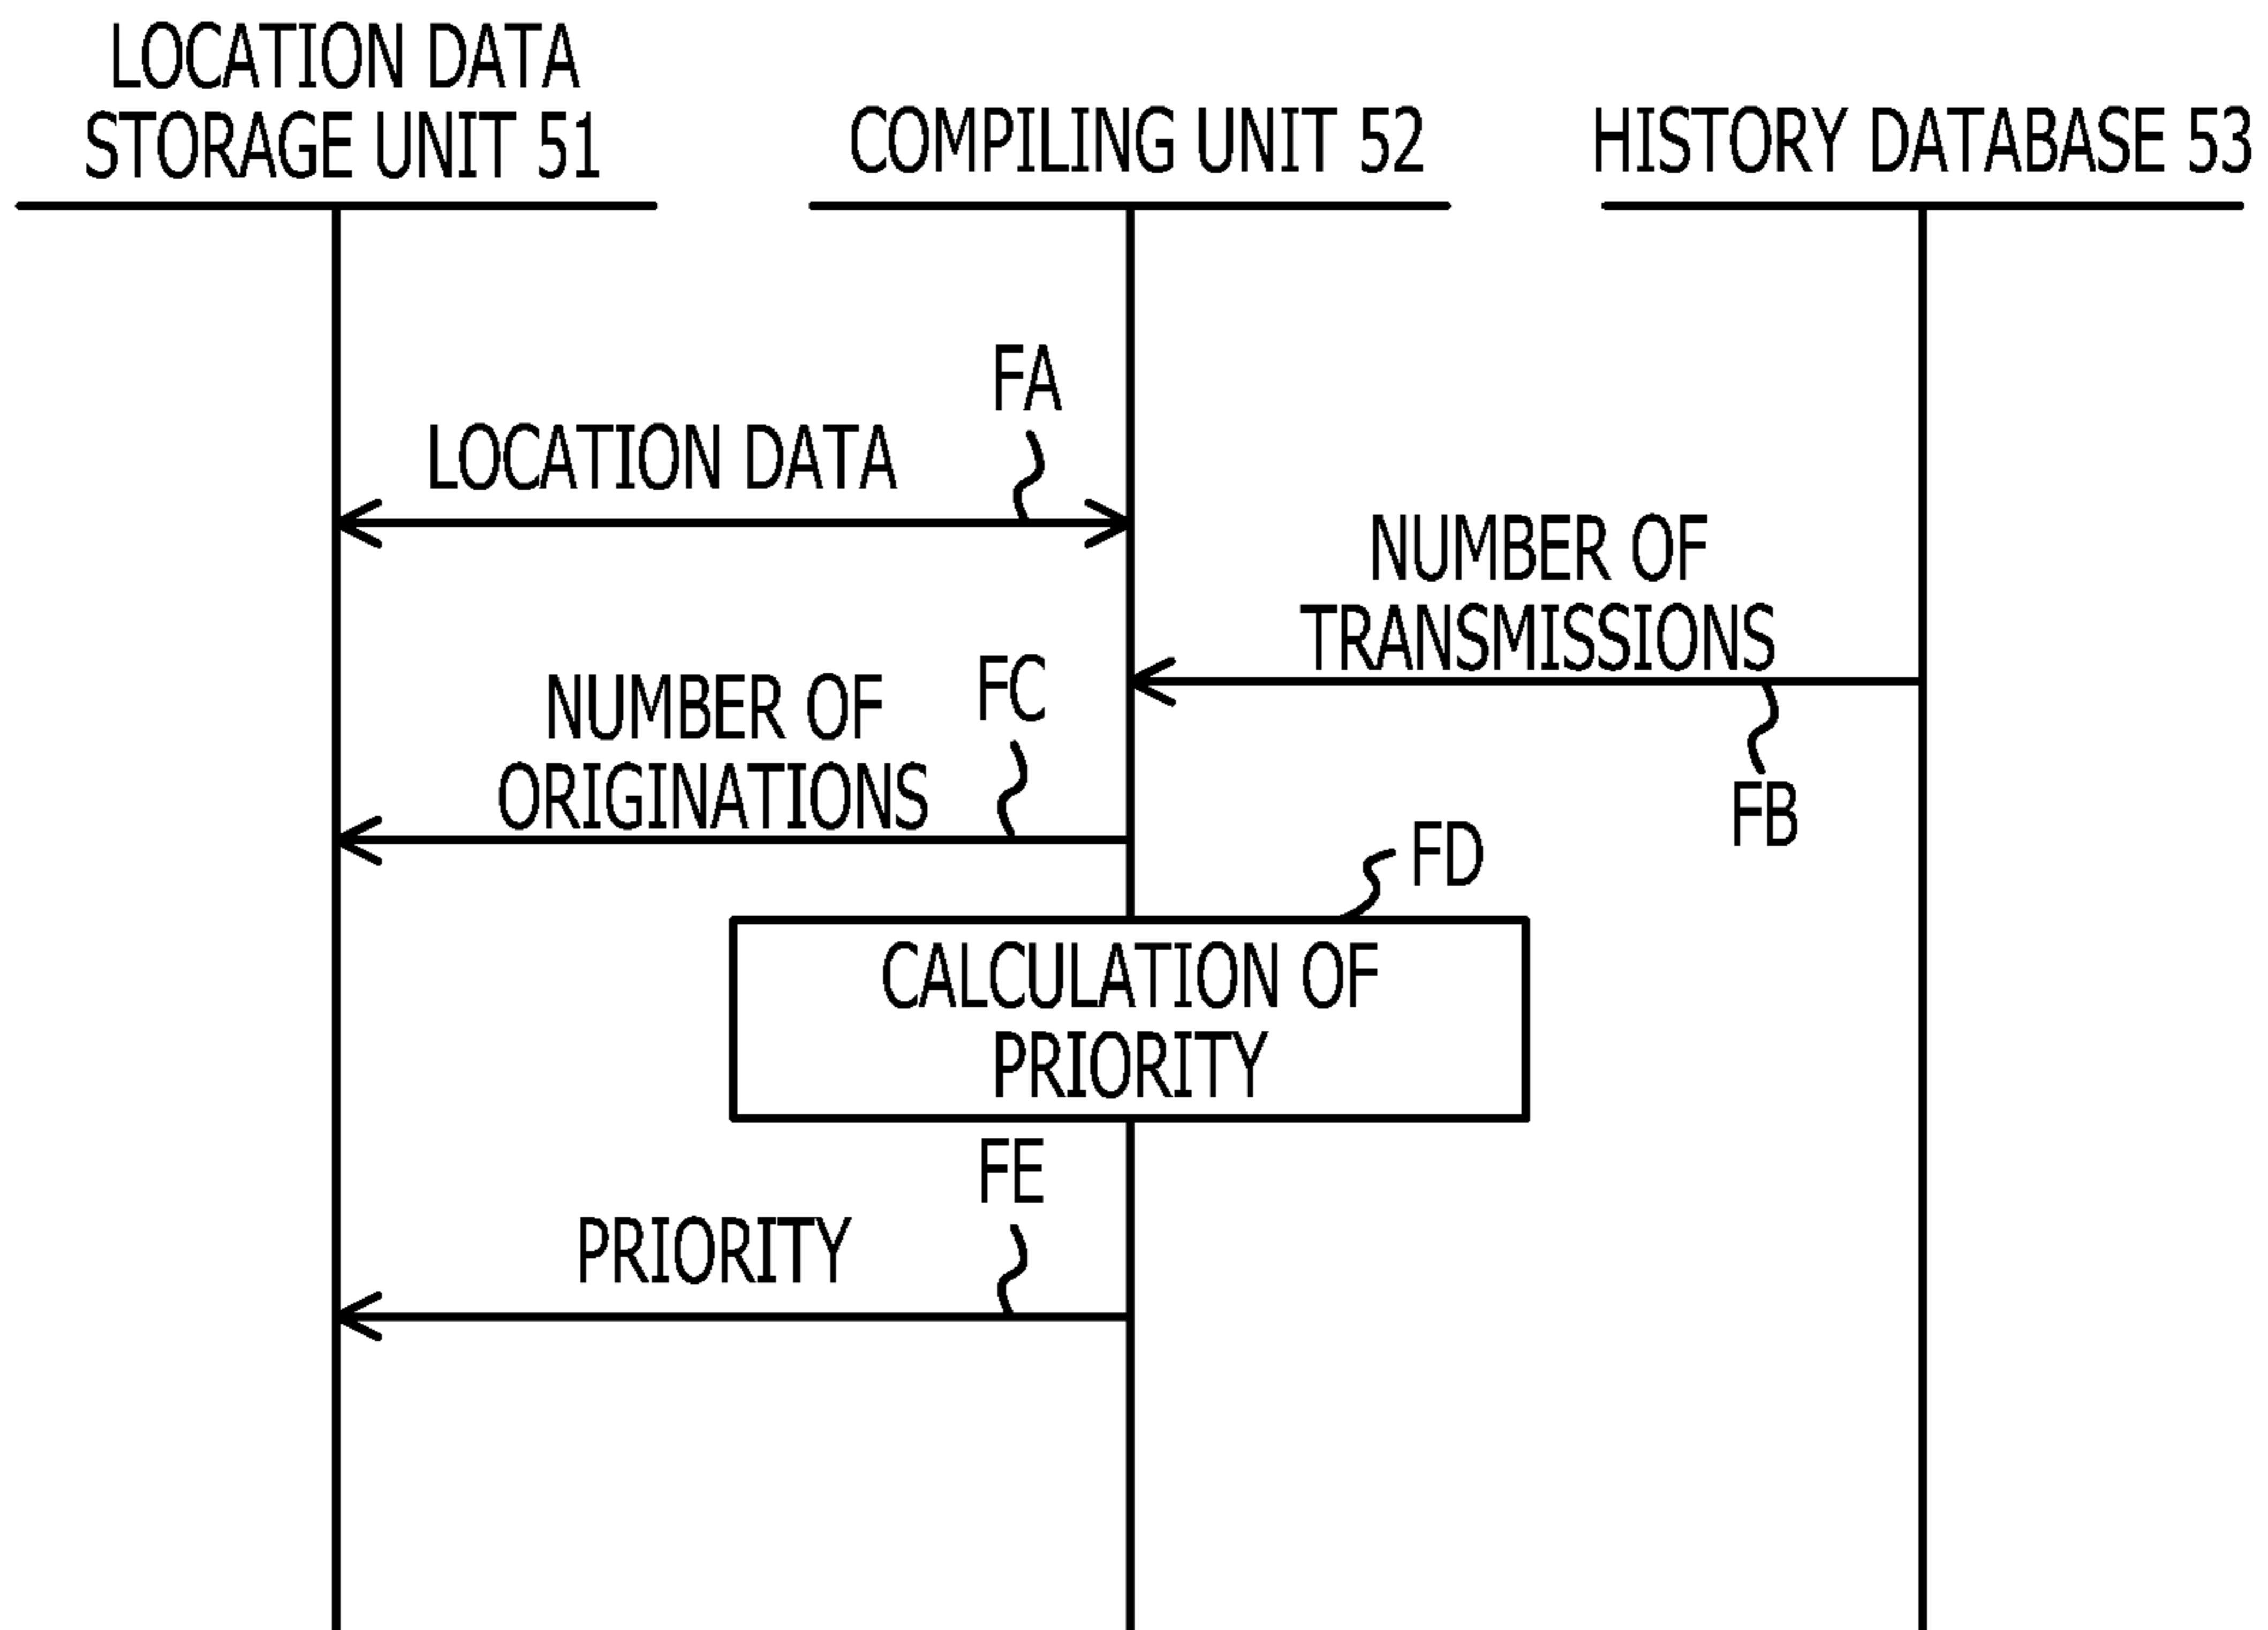 LOCATION DATA
STORAGE UNIT 51
COMPILING UNIT 52
HISTORY DATABASE 53
FA
LOCATION DATA
NUMBER OF
TRANSMISSIONS
FB
FC
NUMBER OF
ORIGINATIONS
FD
CALCULATION OF
PRIORITY
FE
PRIORITY